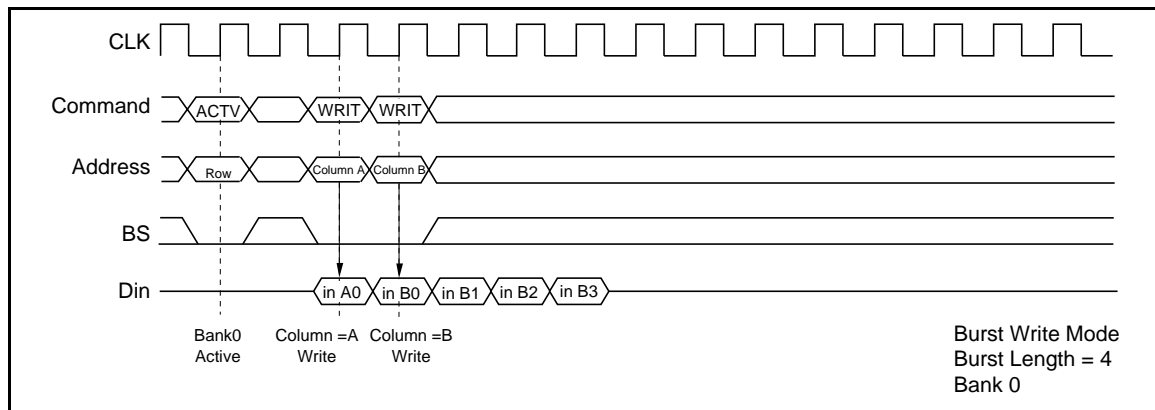 CLK
Command
ACTV
WRIT
WRIT
Address
Row
Column A
Column B
BS
Din
in A0
in B0
in B1
in B2
in B3
Bank0
Active
Column =A
Write
Column =B
Write
Burst Write Mode
Burst Length = 4
Bank 0